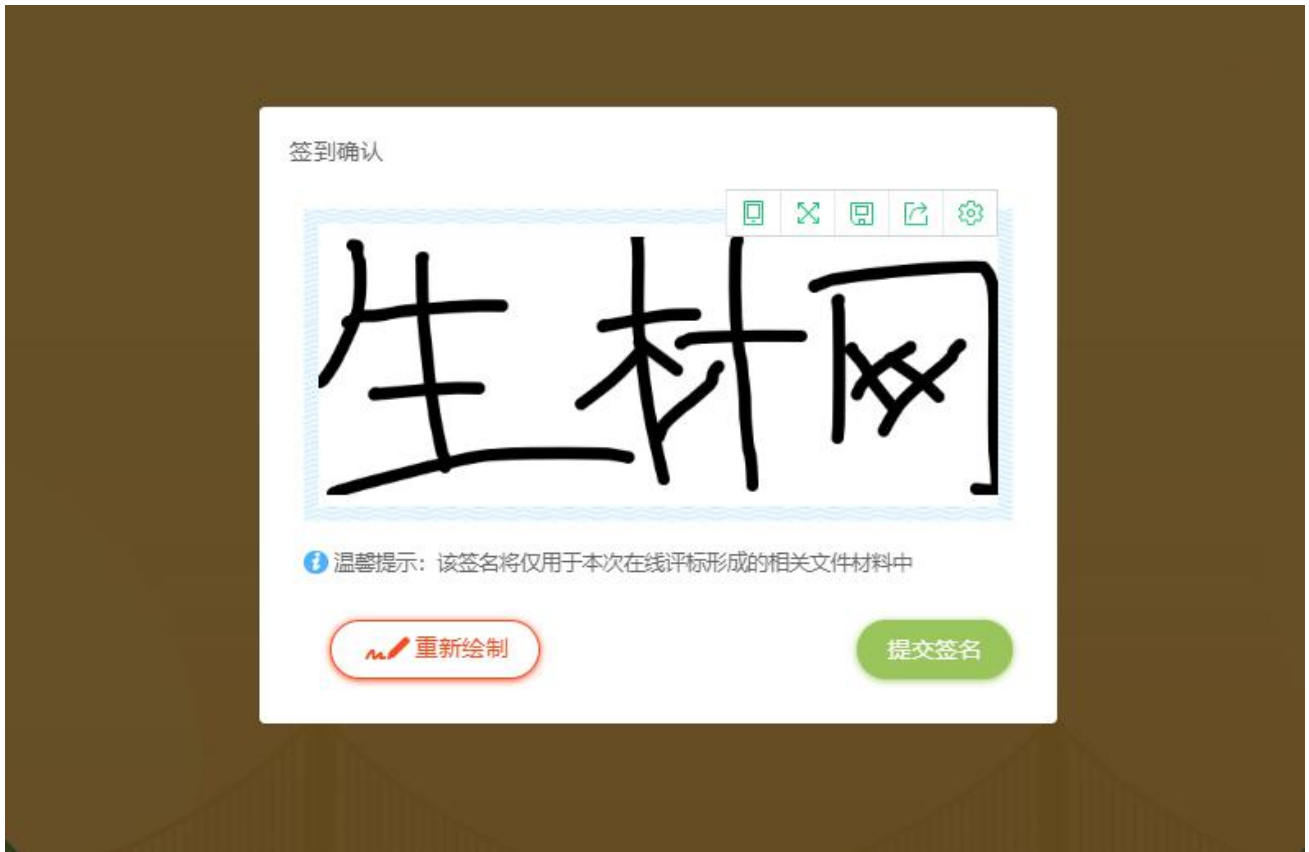 签到确认
生材网
温馨提示：该签名将仅用于本次在线评标形成的相关文件材料中
重新绘制
提交签名